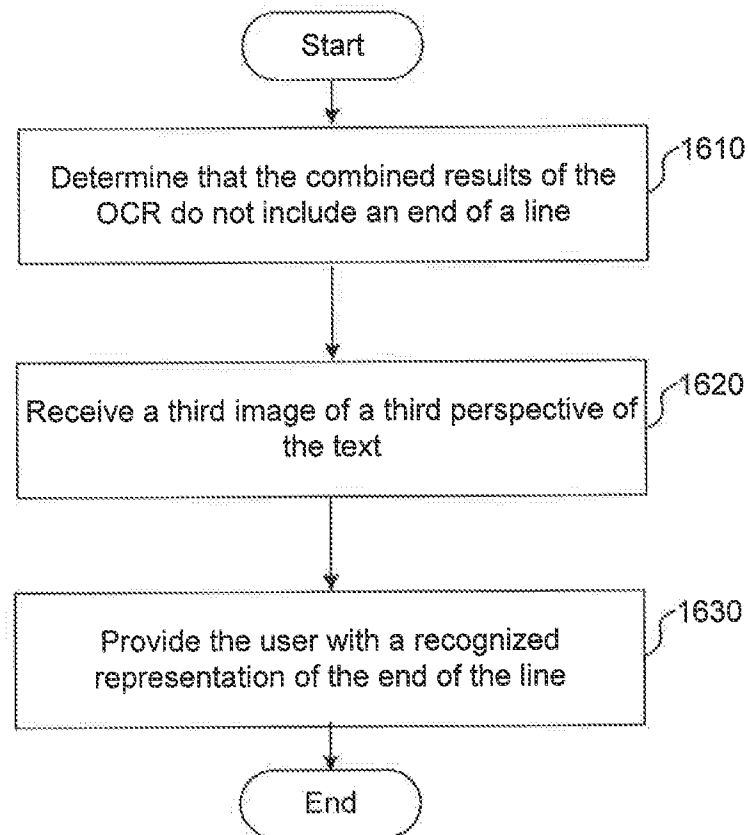 Start
1610
Determine that the combined results of the
OCR do not include an end of a line
1620
Receive a third image of a third perspective of
the text
1630
Provide the user with a recognized
representation of the end of the line
End